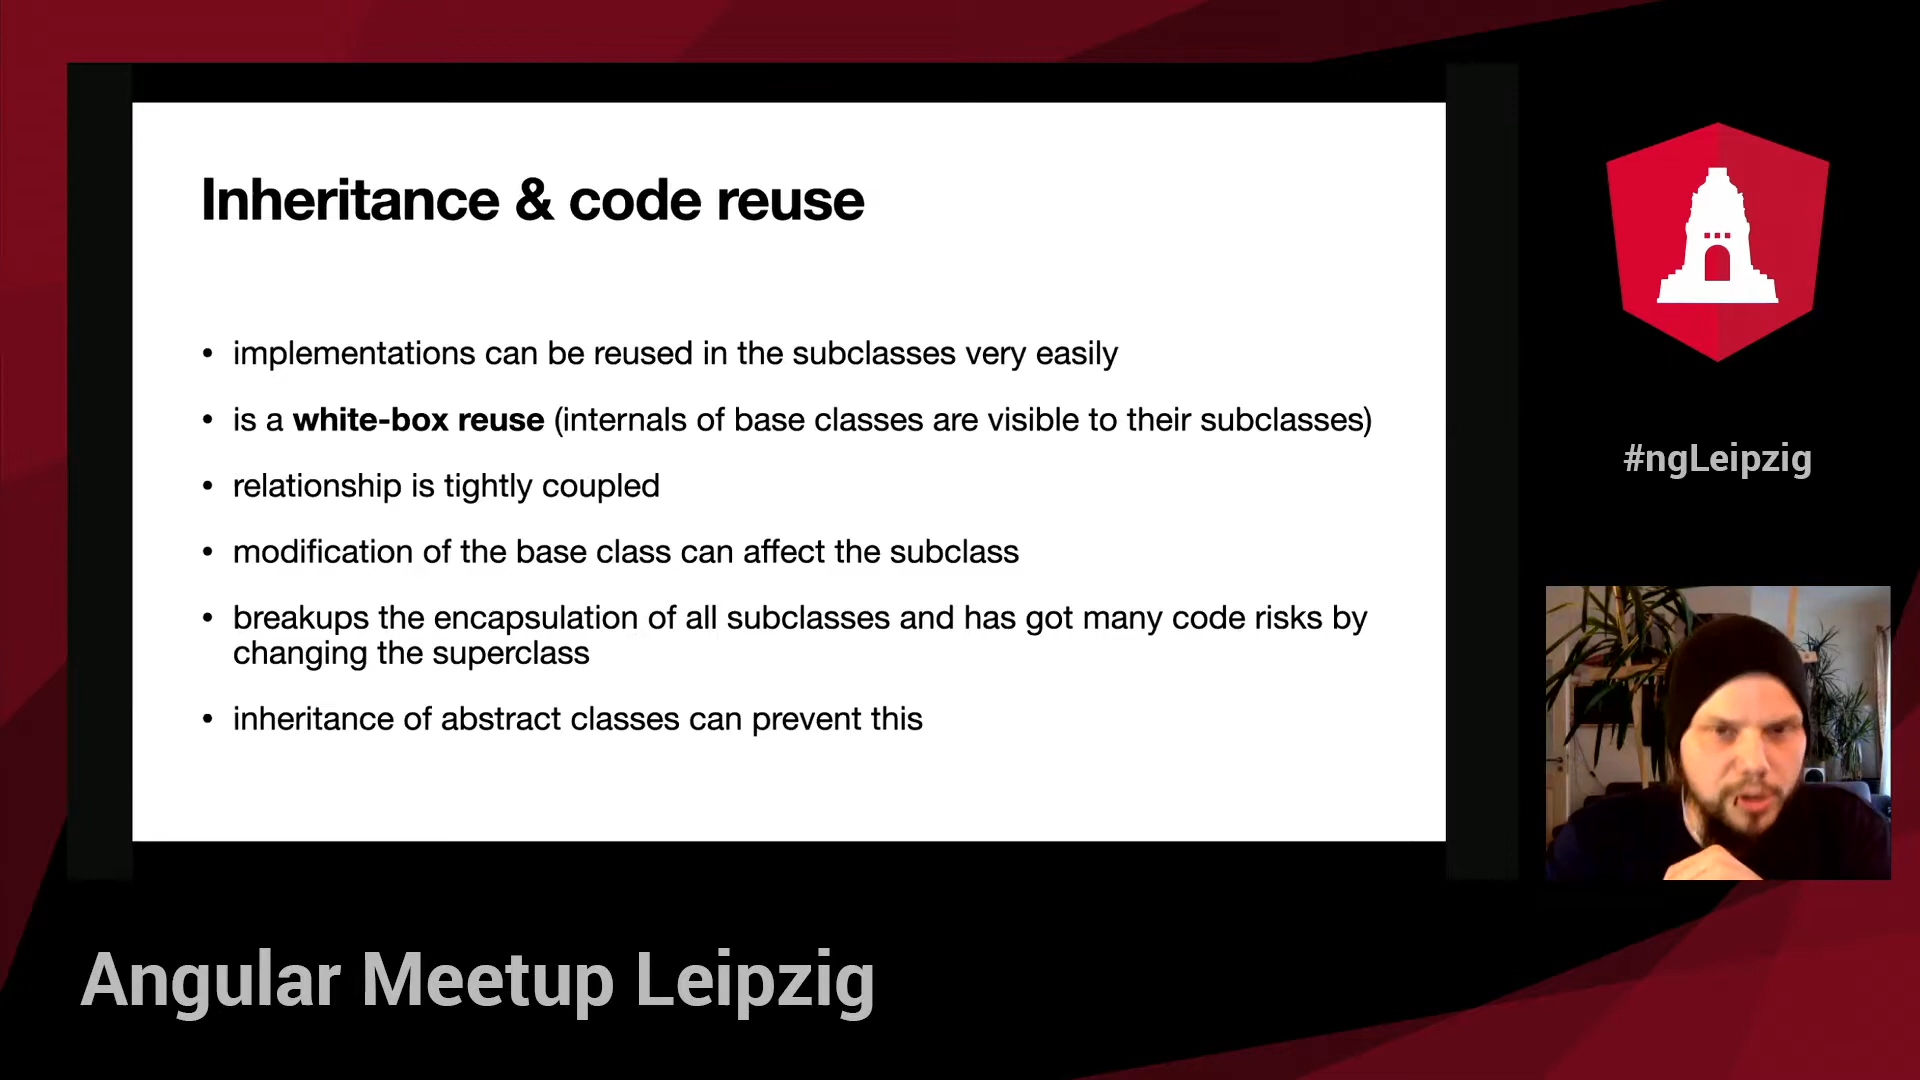 Inheritance & code reuse
• implementations can be reused in the subclasses very easily
• is a white-box reuse (internals of base classes are visible to their subclasses)
• relationship is tightly coupled
• modification of the base class can affect the subclass
• breakups the encapsulation of all subclasses and has got many code risks by
changing the superclass
• inheritance of abstract classes can prevent this
#ngLeipzig
Angular Meetup Leipzig